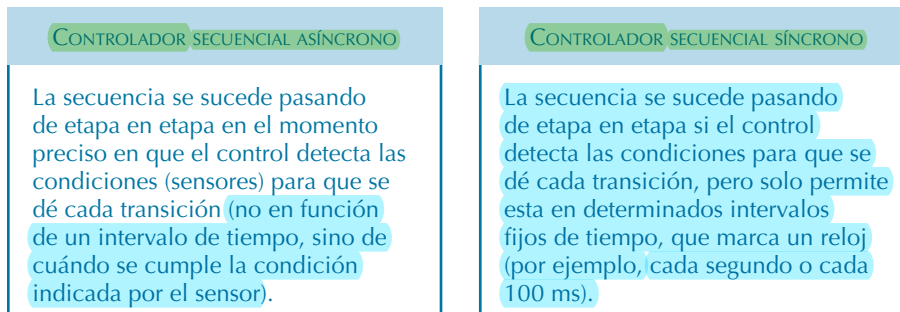 CONTROLADOR SECUENCIAL ASÍNCRONO
La secuencia se sucede pasando
de etapa en etapa en el momento
preciso en que el control detecta las
condiciones (sensores) para que se
dé cada transición (no en función
de un intervalo de tiempo, sino de
cuándo se cumple la condición
indicada por el sensor).
CONTROLADOR SECUENCIAL SÍNCRONO
La secuencia se sucede pasando
de etapa en etapa si el control
detecta las condiciones para que se
dé cada transición, pero solo permite
esta en determinados intervalos
fijos de tiempo, que marca un reloj
(por ejemplo, cada segundo o cada
100 ms).